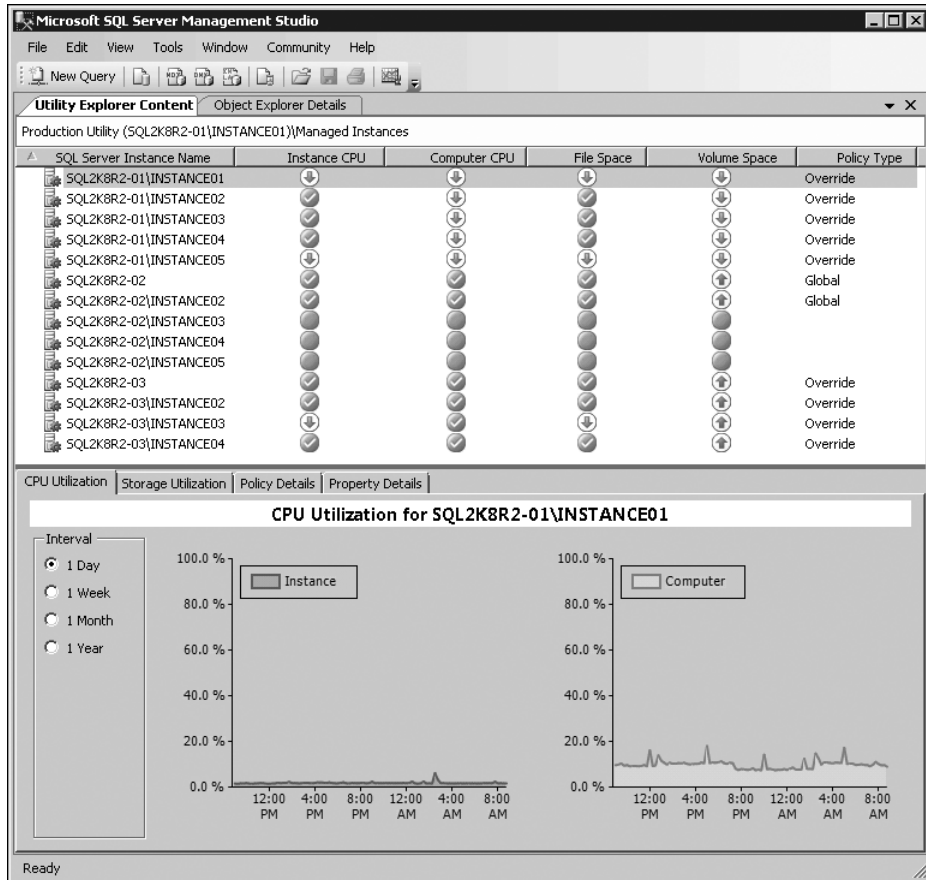 Microsoft SQL Server Management Studio
File Edit View Tools Window Community Help
New Query
Utility Explorer Content Object Explorer Details
Production Utility (SQL2K8R2-01\INSTANCE01)\Managed Instances
SQL Server Instance Name Instance CPU Computer CPU File Space Volume Space Policy Type
SQL2K8R2-01\INSTANCE01 Override
SQL2K8R2-01\INSTANCE02 Override
SQL2K8R2-01\INSTANCE03 Override
SQL2K8R2-01\INSTANCE04 Override
SQL2K8R2-01\INSTANCE05 Override
SQL2K8R2-02 Global
SQL2K8R2-02\INSTANCE02 Global
SQL2K8R2-02\INSTANCE03
SQL2K8R2-02\INSTANCE04
SQL2K8R2-02\INSTANCE05
SQL2K8R2-03 Override
SQL2K8R2-03\INSTANCE02 Override
SQL2K8R2-03\INSTANCE03 Override
SQL2K8R2-03\INSTANCE04 Override
CPU Utilization Storage Utilization Policy Details Property Details
CPU Utilization for SQL2K8R2-01\INSTANCE01
Interval
1 Day
1 Week
1 Month
1 Year
100.0 %
80.0 %
60.0 %
40.0 %
20.0 %
0.0 %
Instance
12:00 4:00 8:00 12:00 4:00 8:00
PM PM PM AM AM AM
100.0 %
80.0 %
60.0 %
40.0 %
20.0 %
0.0 %
Computer
12:00 4:00 8:00 12:00 4:00 8:00
PM PM PM AM AM AM
Ready